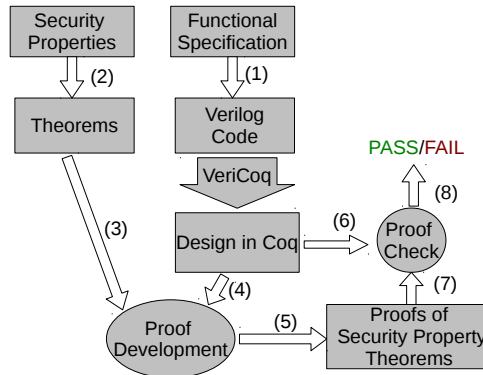 Security
Properties
Functional
Specification
(2)
(1)
Theorems
Verilog
Code
PASS/FAIL
VeriCoq
(8)
(3)
(6)
Design in Coq
Proof
Check
(4)
(7)
Proof
Development
(5)
Proofs of
Security Property
Theorems